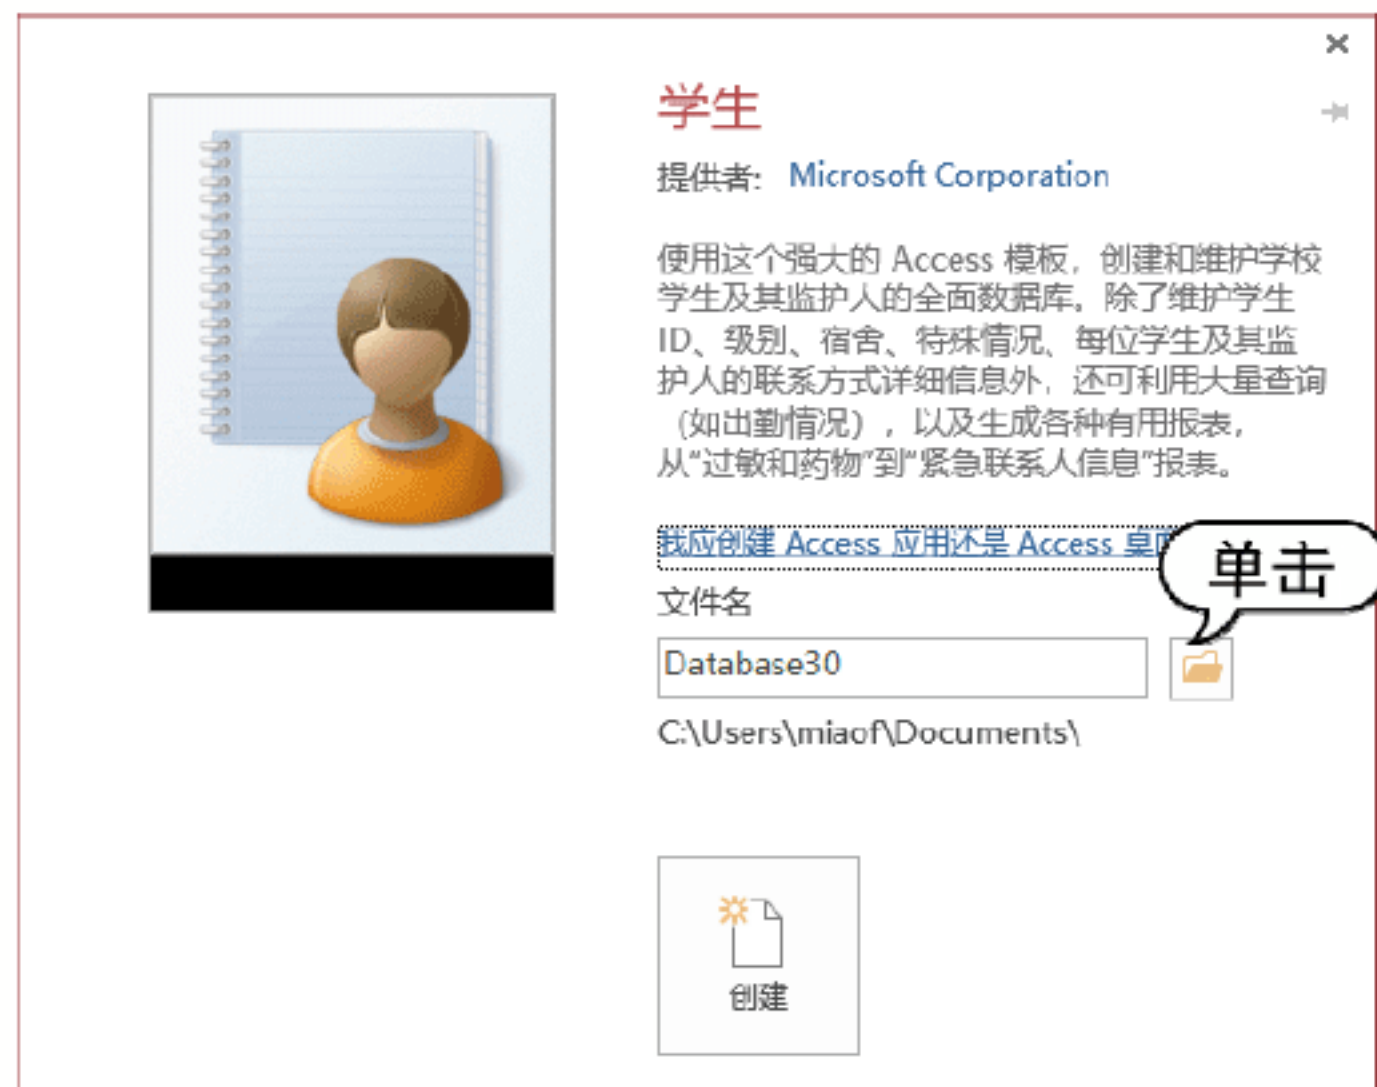 学生
提供者: Microsoft Corporation
使用这个强大的 Access 模板，创建和维护学校
学生及其监护人的全面数据库。除了维护学生
ID、级别、宿舍、特殊情况、每位学生及其监
护人的联系方式详细信息外，还可利用大量查询
（如出勤情况），以及生成各种有用报表，
从“过敏和药物”到“紧急联系人信息”报表。
我应创建 Access 应用还是 Access 桌
单击
文件名
Database30
C:\Users\miaof\Documents\
创建